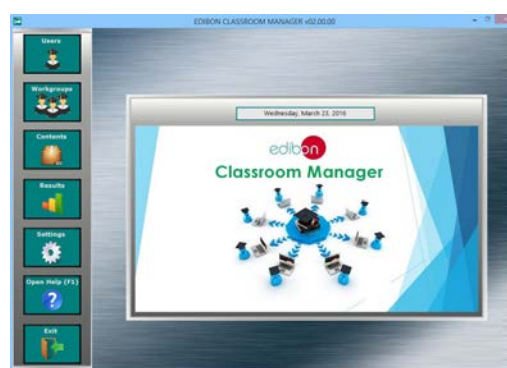 EDIBON CLASSROOM MANAGER v02.00.00
Users
Workgroups
Contents
Results
Settings
Open Help (F1)
Exit
Wednesday, March 23, 2016
edibon
Classroom Manager